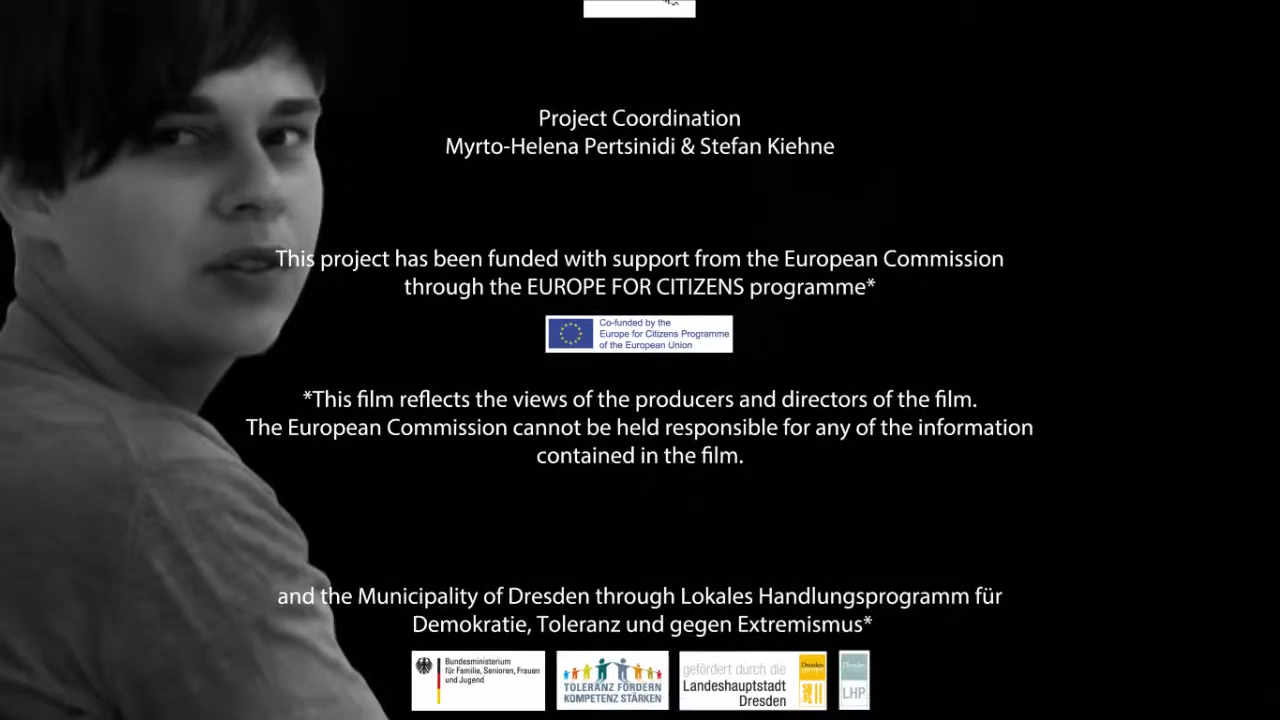 Project Coordination
Myrto-Helena Pertsinidi & Stefan Kiehne
This project has been funded with support from the European Commission
through the EUROPE FOR CITIZENS programme*
Co-funded by the
Europe for Citizens Programme
of the European Union
*This film reflects the views of the producers and directors of the film.
The European Commission cannot be held responsible for any of the information
contained in the film.
and the Municipality of Dresden through Lokales Handlungsprogramm für
Demokratie, Toleranz und gegen Extremismus*
Bundesministerium
für Familie, Senioren, Frauen
und Jugend
TOLERANZ FÖRDERN
KOMPETENZ STÄRKEN
gefördert durch die
Landeshauptstadt
Dresden
Dresden
Dresden
LHP